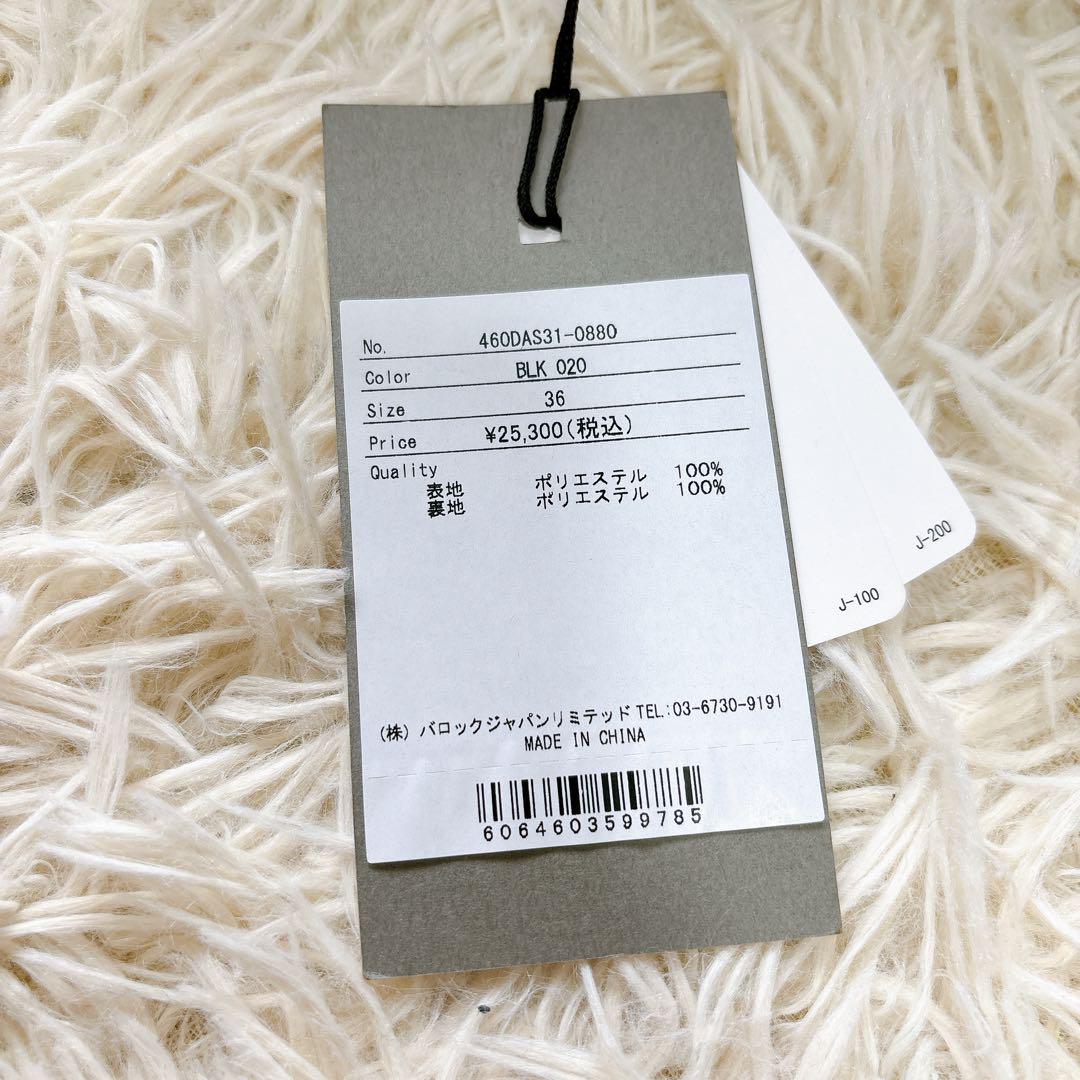 No. 460DAS31-0880
Color BLK 020
Size 36
Price ¥25,300(税込)
Quality
表地 ポリエステル 100%
裏地 ポリエステル 100%
(株) バロックジャパンリミテッド TEL:03-6730-9191
MADE IN CHINA
6064603599785
J-200
J-100